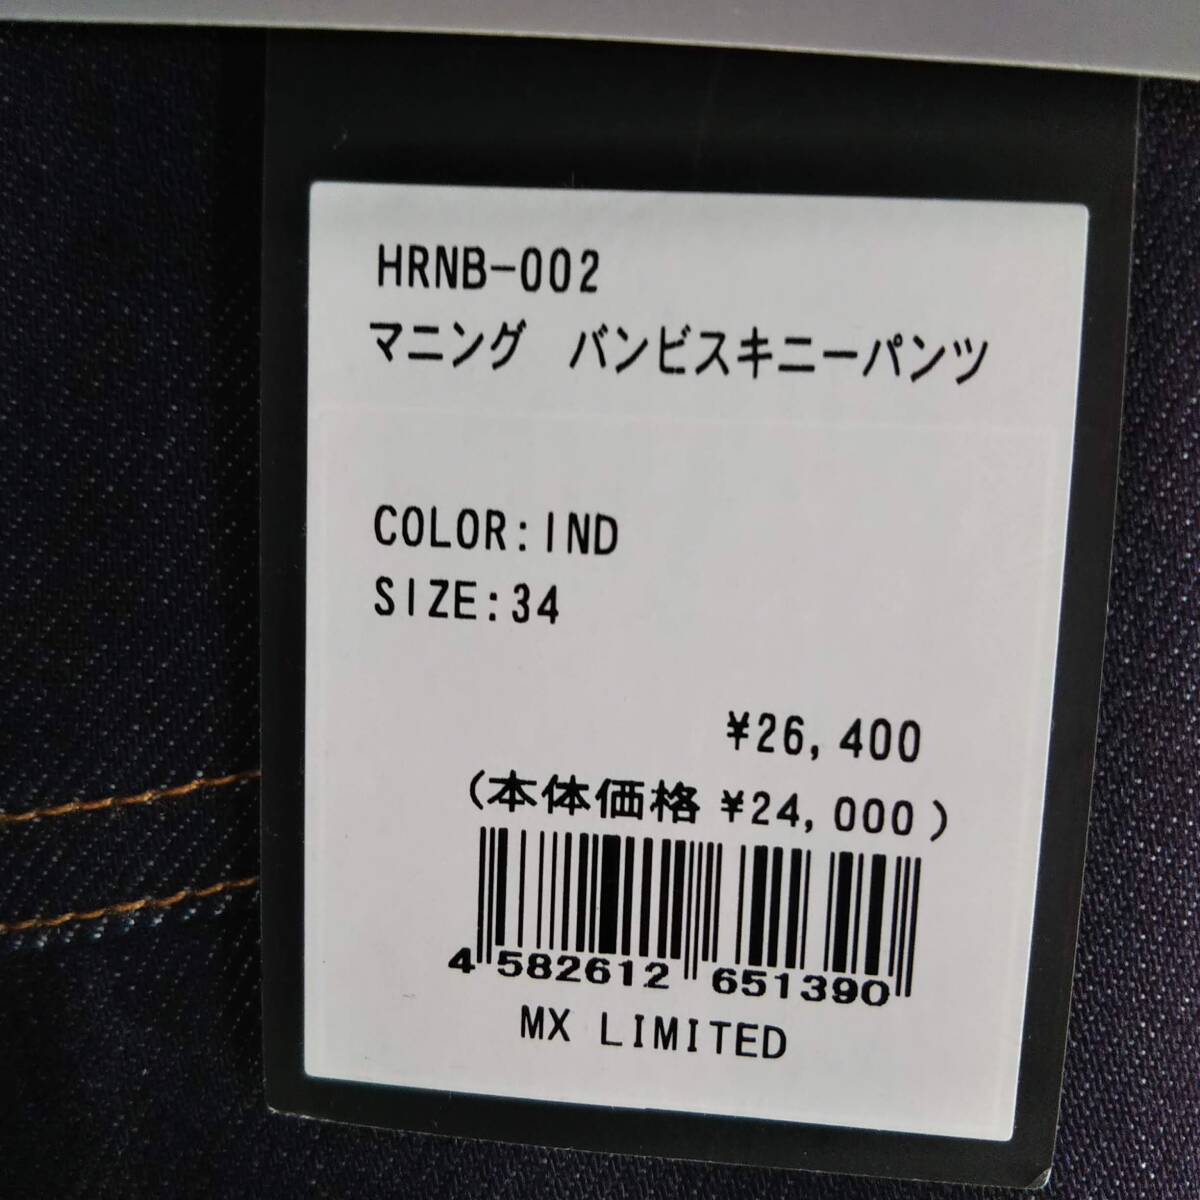 HRNB-002
マニング　バンビスキニーパンツ
COLOR:IND
SIZE:34
¥26,400
(本体価格 ¥24,000)
4 582612 651390
MX LIMITED